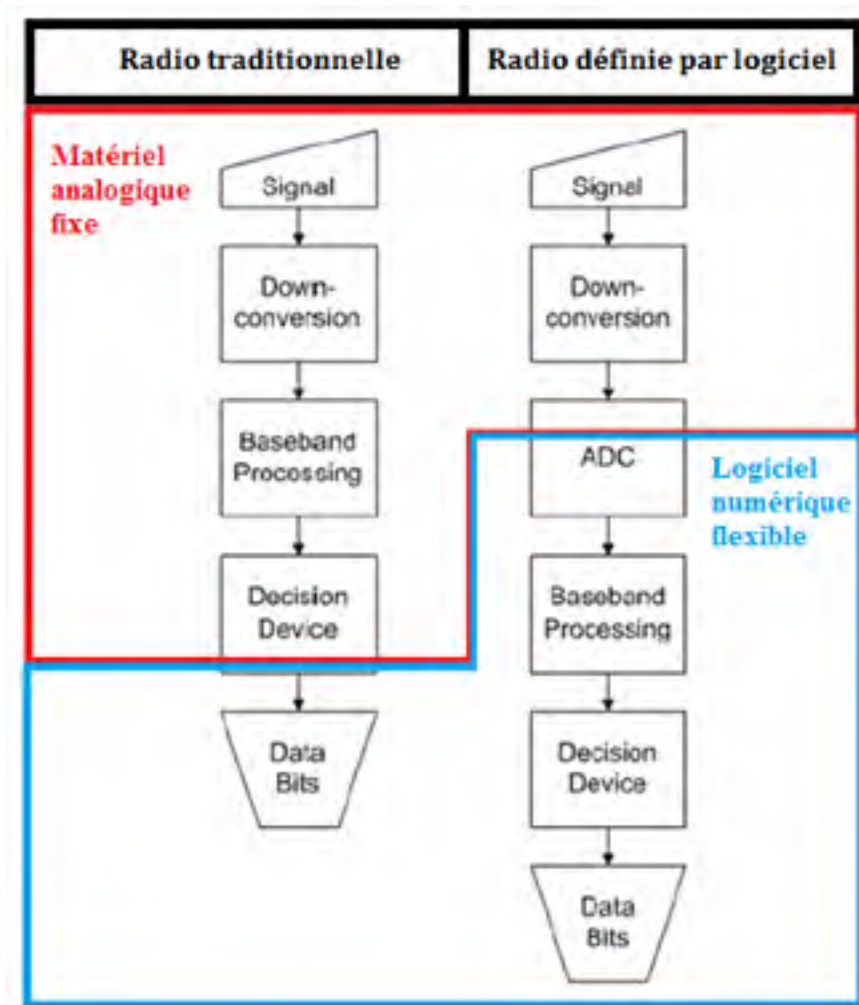 Radio traditionnelle
Radio définie par logiciel
Matériel
analogique
fixe
Signal
Down-
conversion
Baseband
Processing
Decision
Device
Data
Bits
Signal
Down-
conversion
ADC
Logiciel
numérique
flexible
Baseband
Processing
Decision
Device
Data
Bits